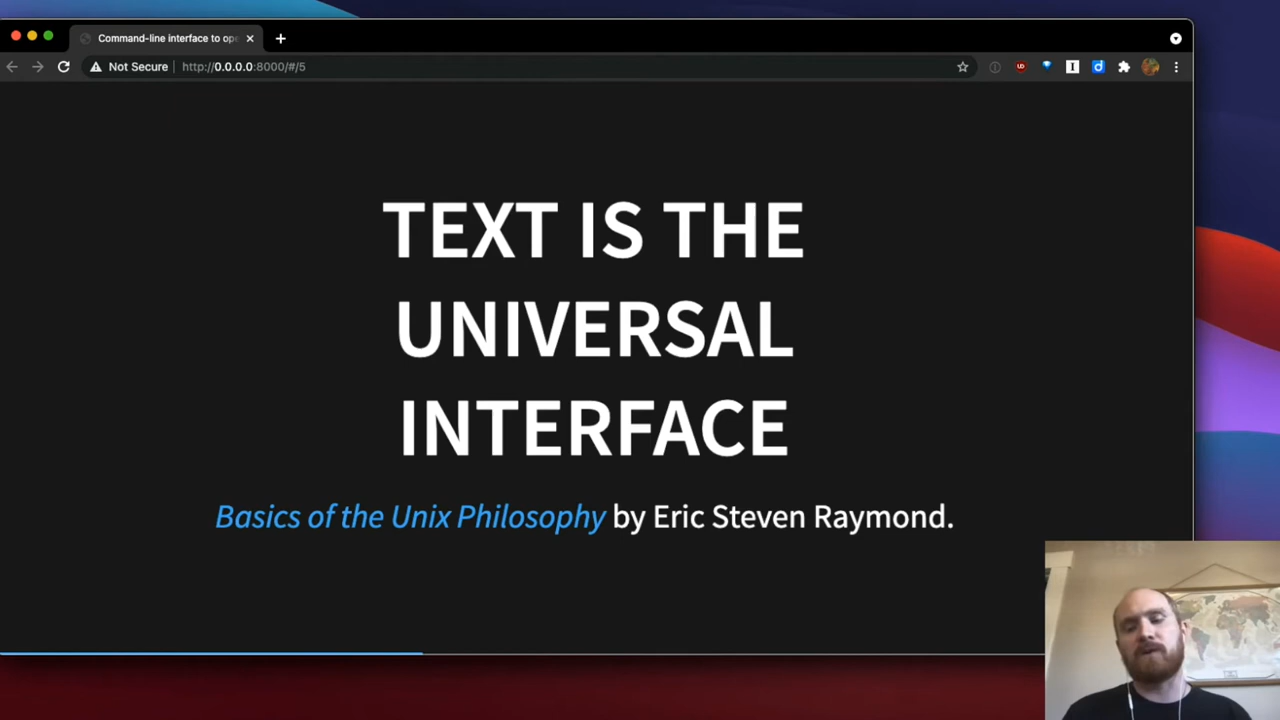 Command-line interface to ope
Not Secure
http://0.0.0.0:8000/#/5
TEXT IS THE
UNIVERSAL
INTERFACE
Basics of the Unix Philosophy by Eric Steven Raymond.